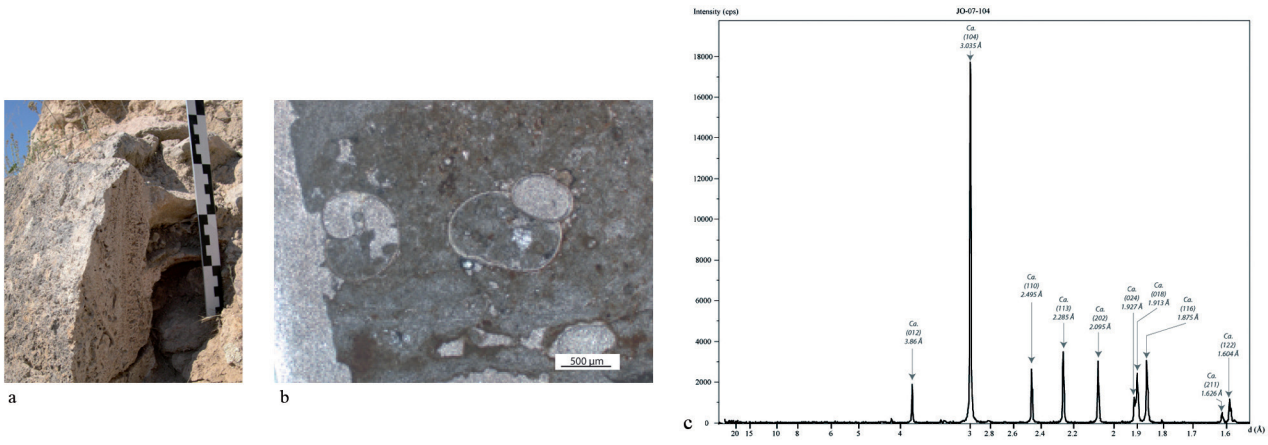 a
500 µm
b
Intensity (cps)
JO-07-104
18000
16000
14000
12000
10000
8000
6000
4000
2000
0
Ca.
(012)
3.86 Å
Ca.
(104)
3.035 Å
Ca.
(110)
2.495 Å
Ca.
(113)
2.285 Å
Ca.
(202)
2.095 Å
Ca.
(024)
1.927 Å
Ca.
(018)
1.913 Å
Ca.
(116)
1.875 Å
Ca.
(211)
1.626 Å
Ca.
(122)
1.604 Å
20 15 10 5 4 3 2.8 2.6 2.4 2.2 2 1.9 1.8 1.7 1.6 d (Å)
c